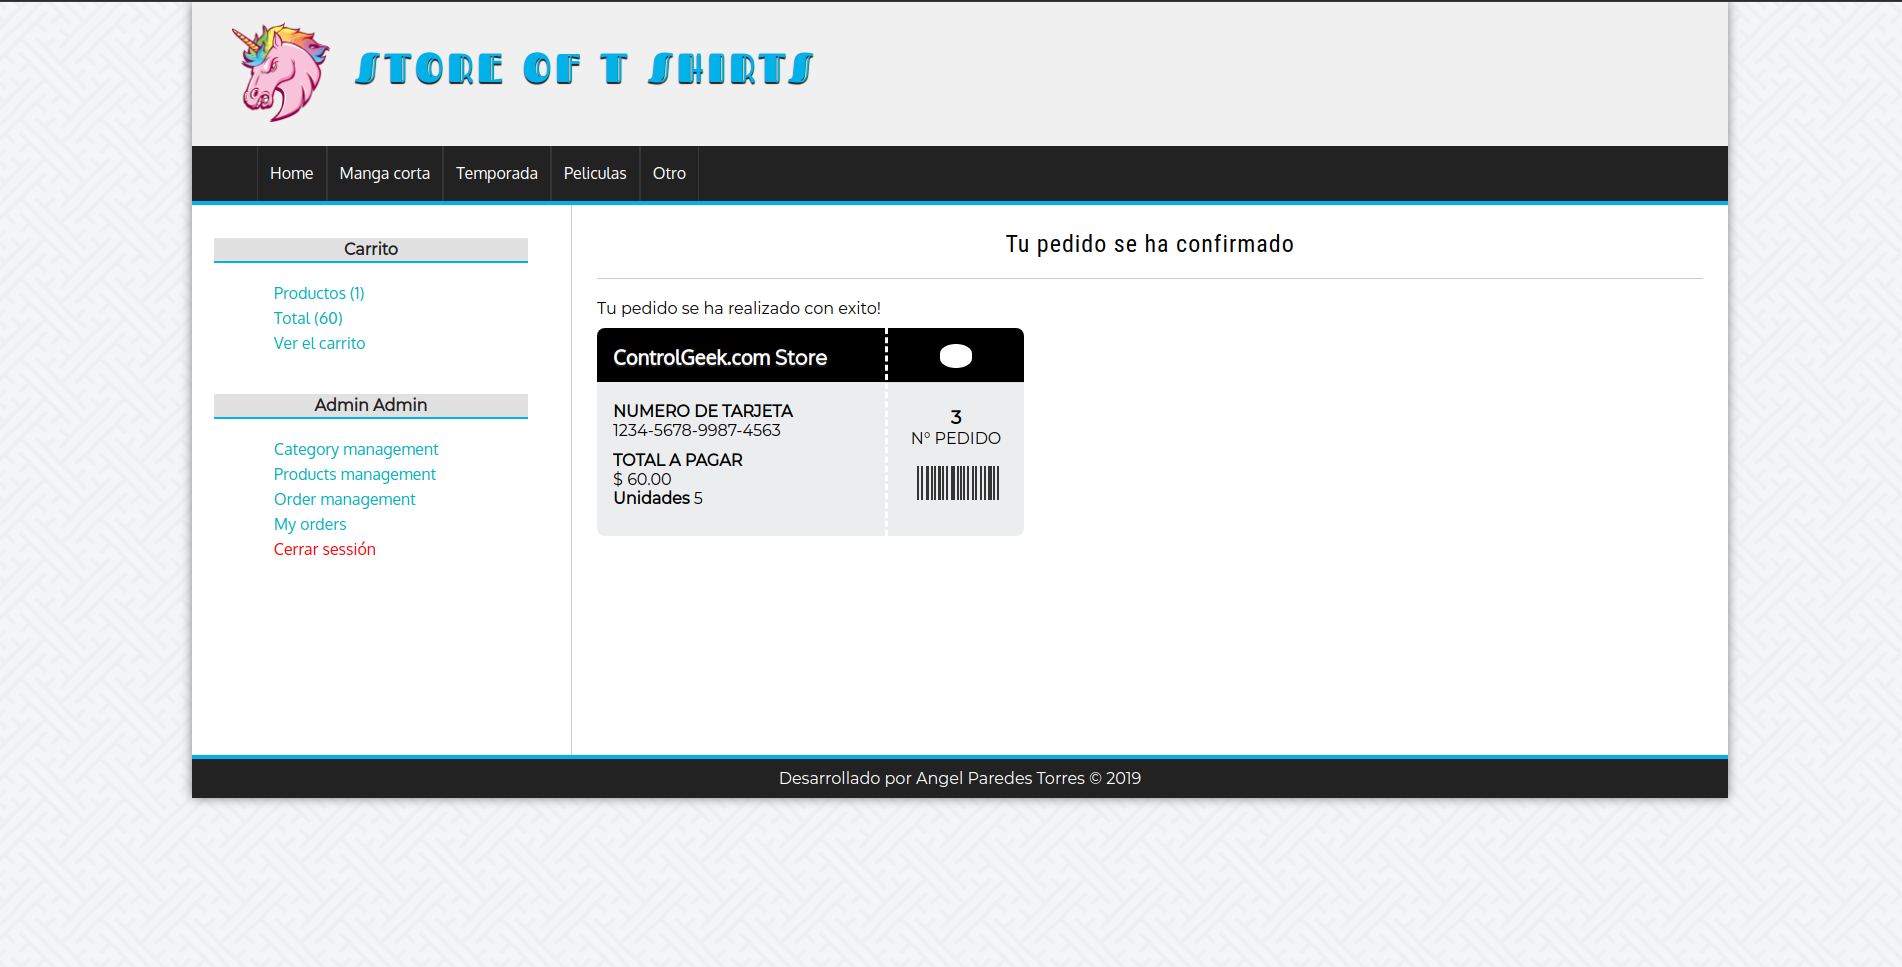 STORE OF T SHIRTS
Home
Manga corta
Temporada
Peliculas
Otro
Carrito
Productos (1)
Total (60)
Ver el carrito
Admin Admin
Category management
Products management
Order management
My orders
Cerrar sessión
Tu pedido se ha confirmado
Tu pedido se ha realizado con exito!
ControlGeek.com Store
NUMERO DE TARJETA
1234-5678-9987-4563
TOTAL A PAGAR
$ 60.00
Unidades 5
3
N° PEDIDO
Desarrollado por Angel Paredes Torres © 2019